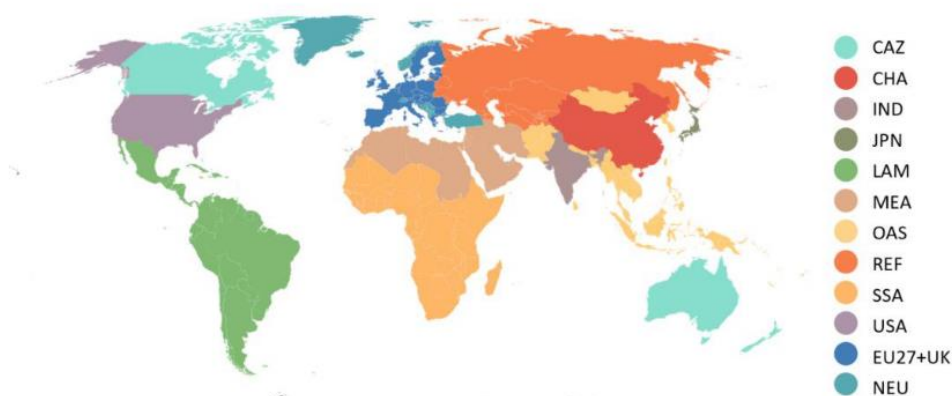 CAZ
CHA
IND
JPN
LAM
MEA
OAS
REF
SSA
USA
EU27+UK
NEU